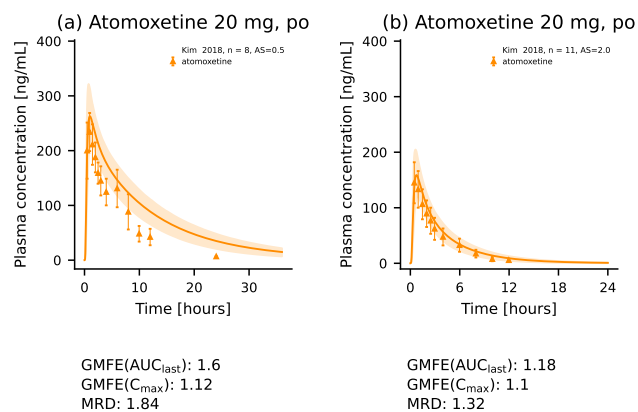 (a) Atomoxetine 20 mg, po
400
300
200
100
0
Plasma concentration [ng/mL]
Kim 2018, n = 8, AS=0.5
atomoxetine
0
10
20
30
Time [hours]
GMFE(AUClast): 1.6
GMFE(Cmax): 1.12
MRD: 1.84
(b) Atomoxetine 20 mg, po
400
300
200
100
0
Plasma concentration [ng/mL]
Kim 2018, n = 11, AS=2.0
atomoxetine
0
6
12
18
24
Time [hours]
GMFE(AUClast): 1.18
GMFE(Cmax): 1.1
MRD: 1.32